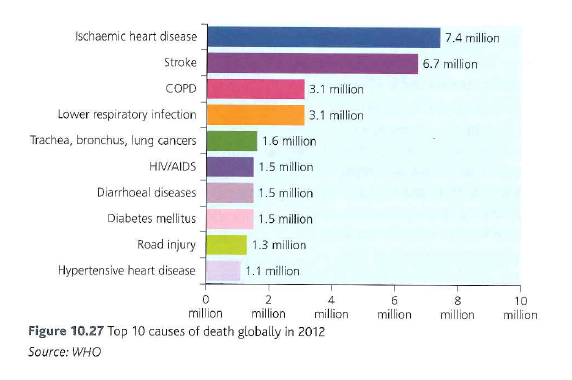 Ischaemic heart disease 7.4 million
Stroke 6.7 million
COPD 3.1 million
Lower respiratory infection 3.1 million
Trachea, bronchus, lung cancers 1.6 million
HIV/AIDS 1.5 million
Diarrhoeal diseases 1.5 million
Diabetes mellitus 1.5 million
Road injury 1.3 million
Hypertensive heart disease 1.1 million
0 2 4 6 8 10
million million million million million million
Figure 10.27 Top 10 causes of death globally in 2012
Source: WHO